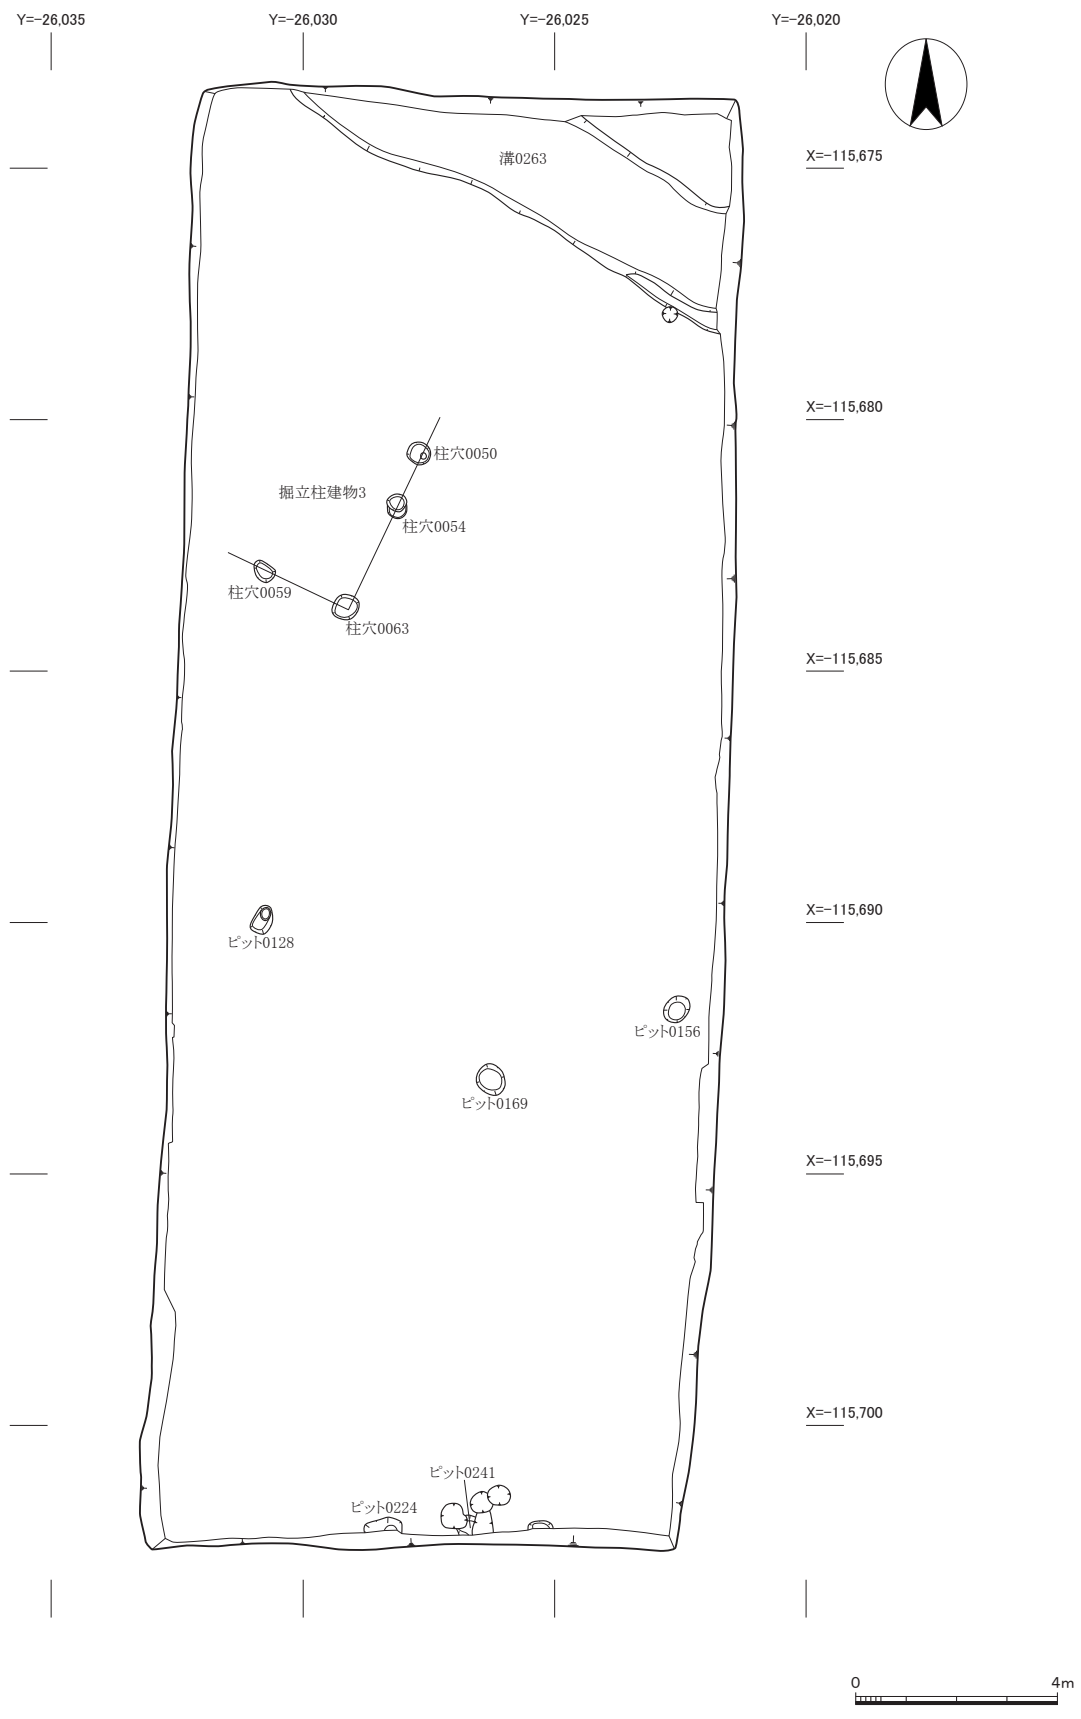 Y=-26,035
Y=-26,030
Y=-26,025
Y=-26,020
溝0263
X=-115,675
X=-115,680
柱穴0050
掘立柱建物3
柱穴0054
柱穴0059
柱穴0063
X=-115,685
X=-115,690
ピット0128
ピット0156
ピット0169
X=-115,695
X=-115,700
ピット0241
ピット0224
0
4m